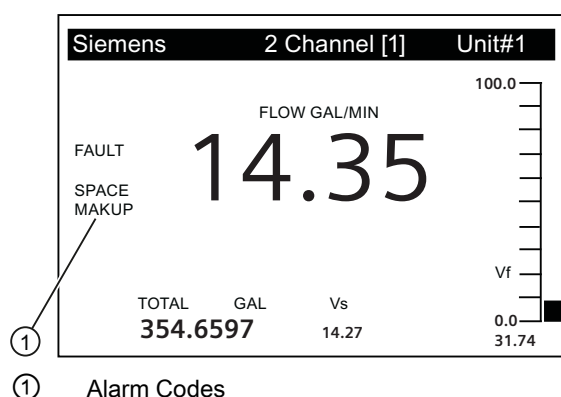 Siemens 2 Channel [1] Unit#1
100.0
FLOW GAL/MIN
14.35
FAULT
SPACE
MAKUP
Vf
TOTAL GAL Vs
354.6597 14.27
0.0
31.74
1
1 Alarm Codes